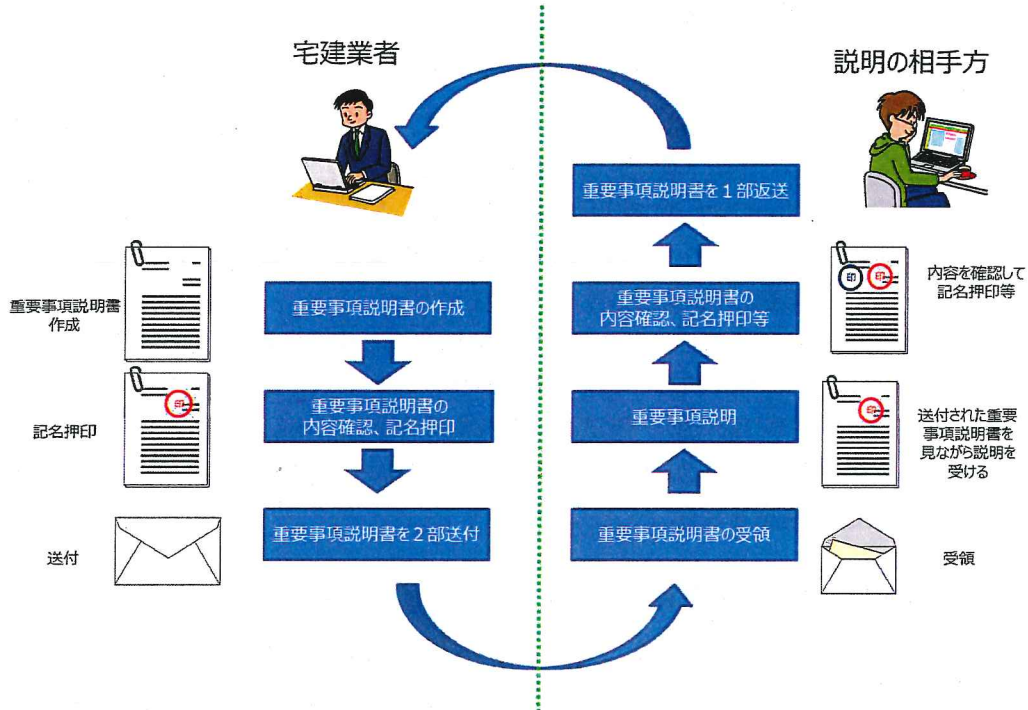 宅建業者
重要事項説明書
作成
重要事項説明書の作成
記名押印
印
重要事項説明書の
内容確認、記名押印
送付
重要事項説明書を2部送付
説明の相手方
重要事項説明書を1部返送
重要事項説明書の
内容確認、記名押印等
印 印
内容を確認して
記名押印等
重要事項説明
印
送付された重要
事項説明書を
見ながら説明を
受ける
重要事項説明書の受領
受領